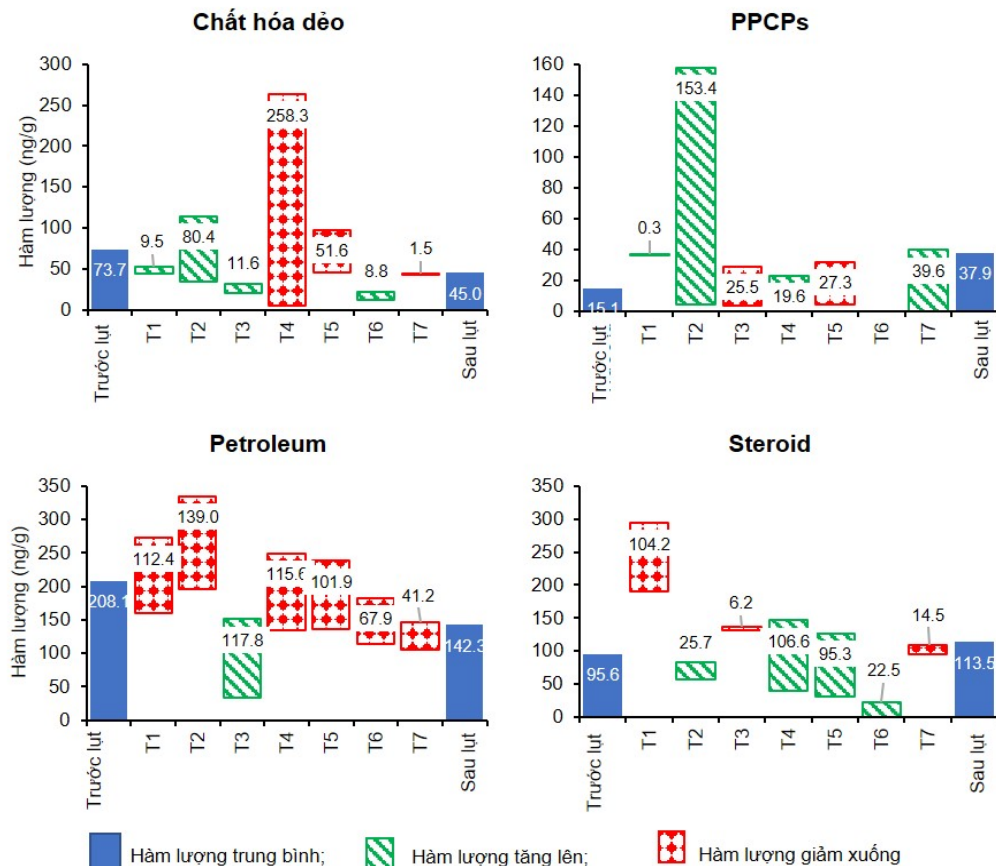 Chất hóa dẻo
Hàm lượng (ng/g)
300
250
200
150
100
50
0
73.7
9.5
80.4
11.6
258.3
51.6
8.8
1.5
45.0
Trước lụt
T1
T2
T3
T4
T5
T6
T7
Sau lụt
PPCPs
160
140
120
100
80
60
40
20
0
15.1
0.3
153.4
25.5
19.6
27.3
39.6
37.9
Trước lụt
T1
T2
T3
T4
T5
T6
T7
Sau lụt
Petroleum
Hàm lượng (ng/g)
350
300
250
200
150
100
50
0
208.1
112.4
139.0
117.8
115.6
101.9
67.9
41.2
142.3
Trước lụt
T1
T2
T3
T4
T5
T6
T7
Sau lụt
Steroid
350
300
250
200
150
100
50
0
95.6
104.2
25.7
6.2
106.6
95.3
22.5
14.5
113.5
Trước lụt
T1
T2
T3
T4
T5
T6
T7
Sau lụt
Hàm lượng trung bình;
Hàm lượng tăng lên;
Hàm lượng giảm xuống